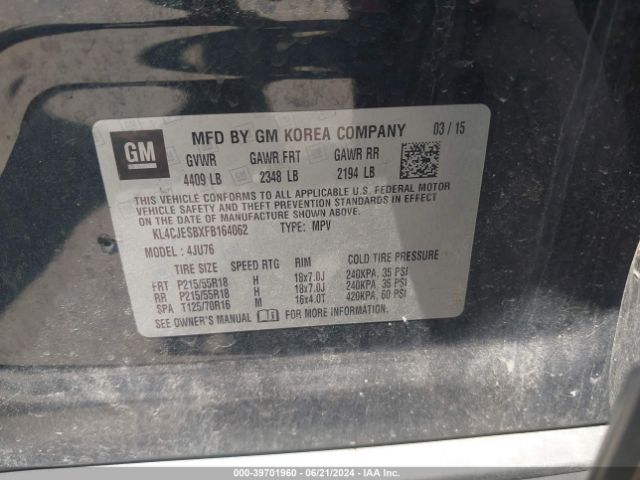 GM
MFD BY GM KOREA COMPANY 03 / 15
GVWR GAWR FRT GAWR RR
4409 LB 2348 LB 2194 LB
THIS VEHICLE CONFORMS TO ALL APPLICABLE U.S. FEDERAL MOTOR
VEHICLE SAFETY AND THEFT PREVENTION STANDARDS IN EFFECT
ON THE DATE OF MANUFACTURE SHOWN ABOVE.
KL4CJESBXFB164062 TYPE: MPV
MODEL : 4JU76
TIRE SIZE SPEED RTG RIM COLD TIRE PRESSURE
FRT P215/55R18 H 18x7.0J 240KPA, 35 PSI
RR P215/55R18 H 18x7.0J 240KPA, 35 PSI
SPA T125/70R16 M 16x4.0T 420KPA, 60 PSI
SEE OWNER'S MANUAL FOR MORE INFORMATION.
000-39701960 - 06/21/2024 - IAA Inc.